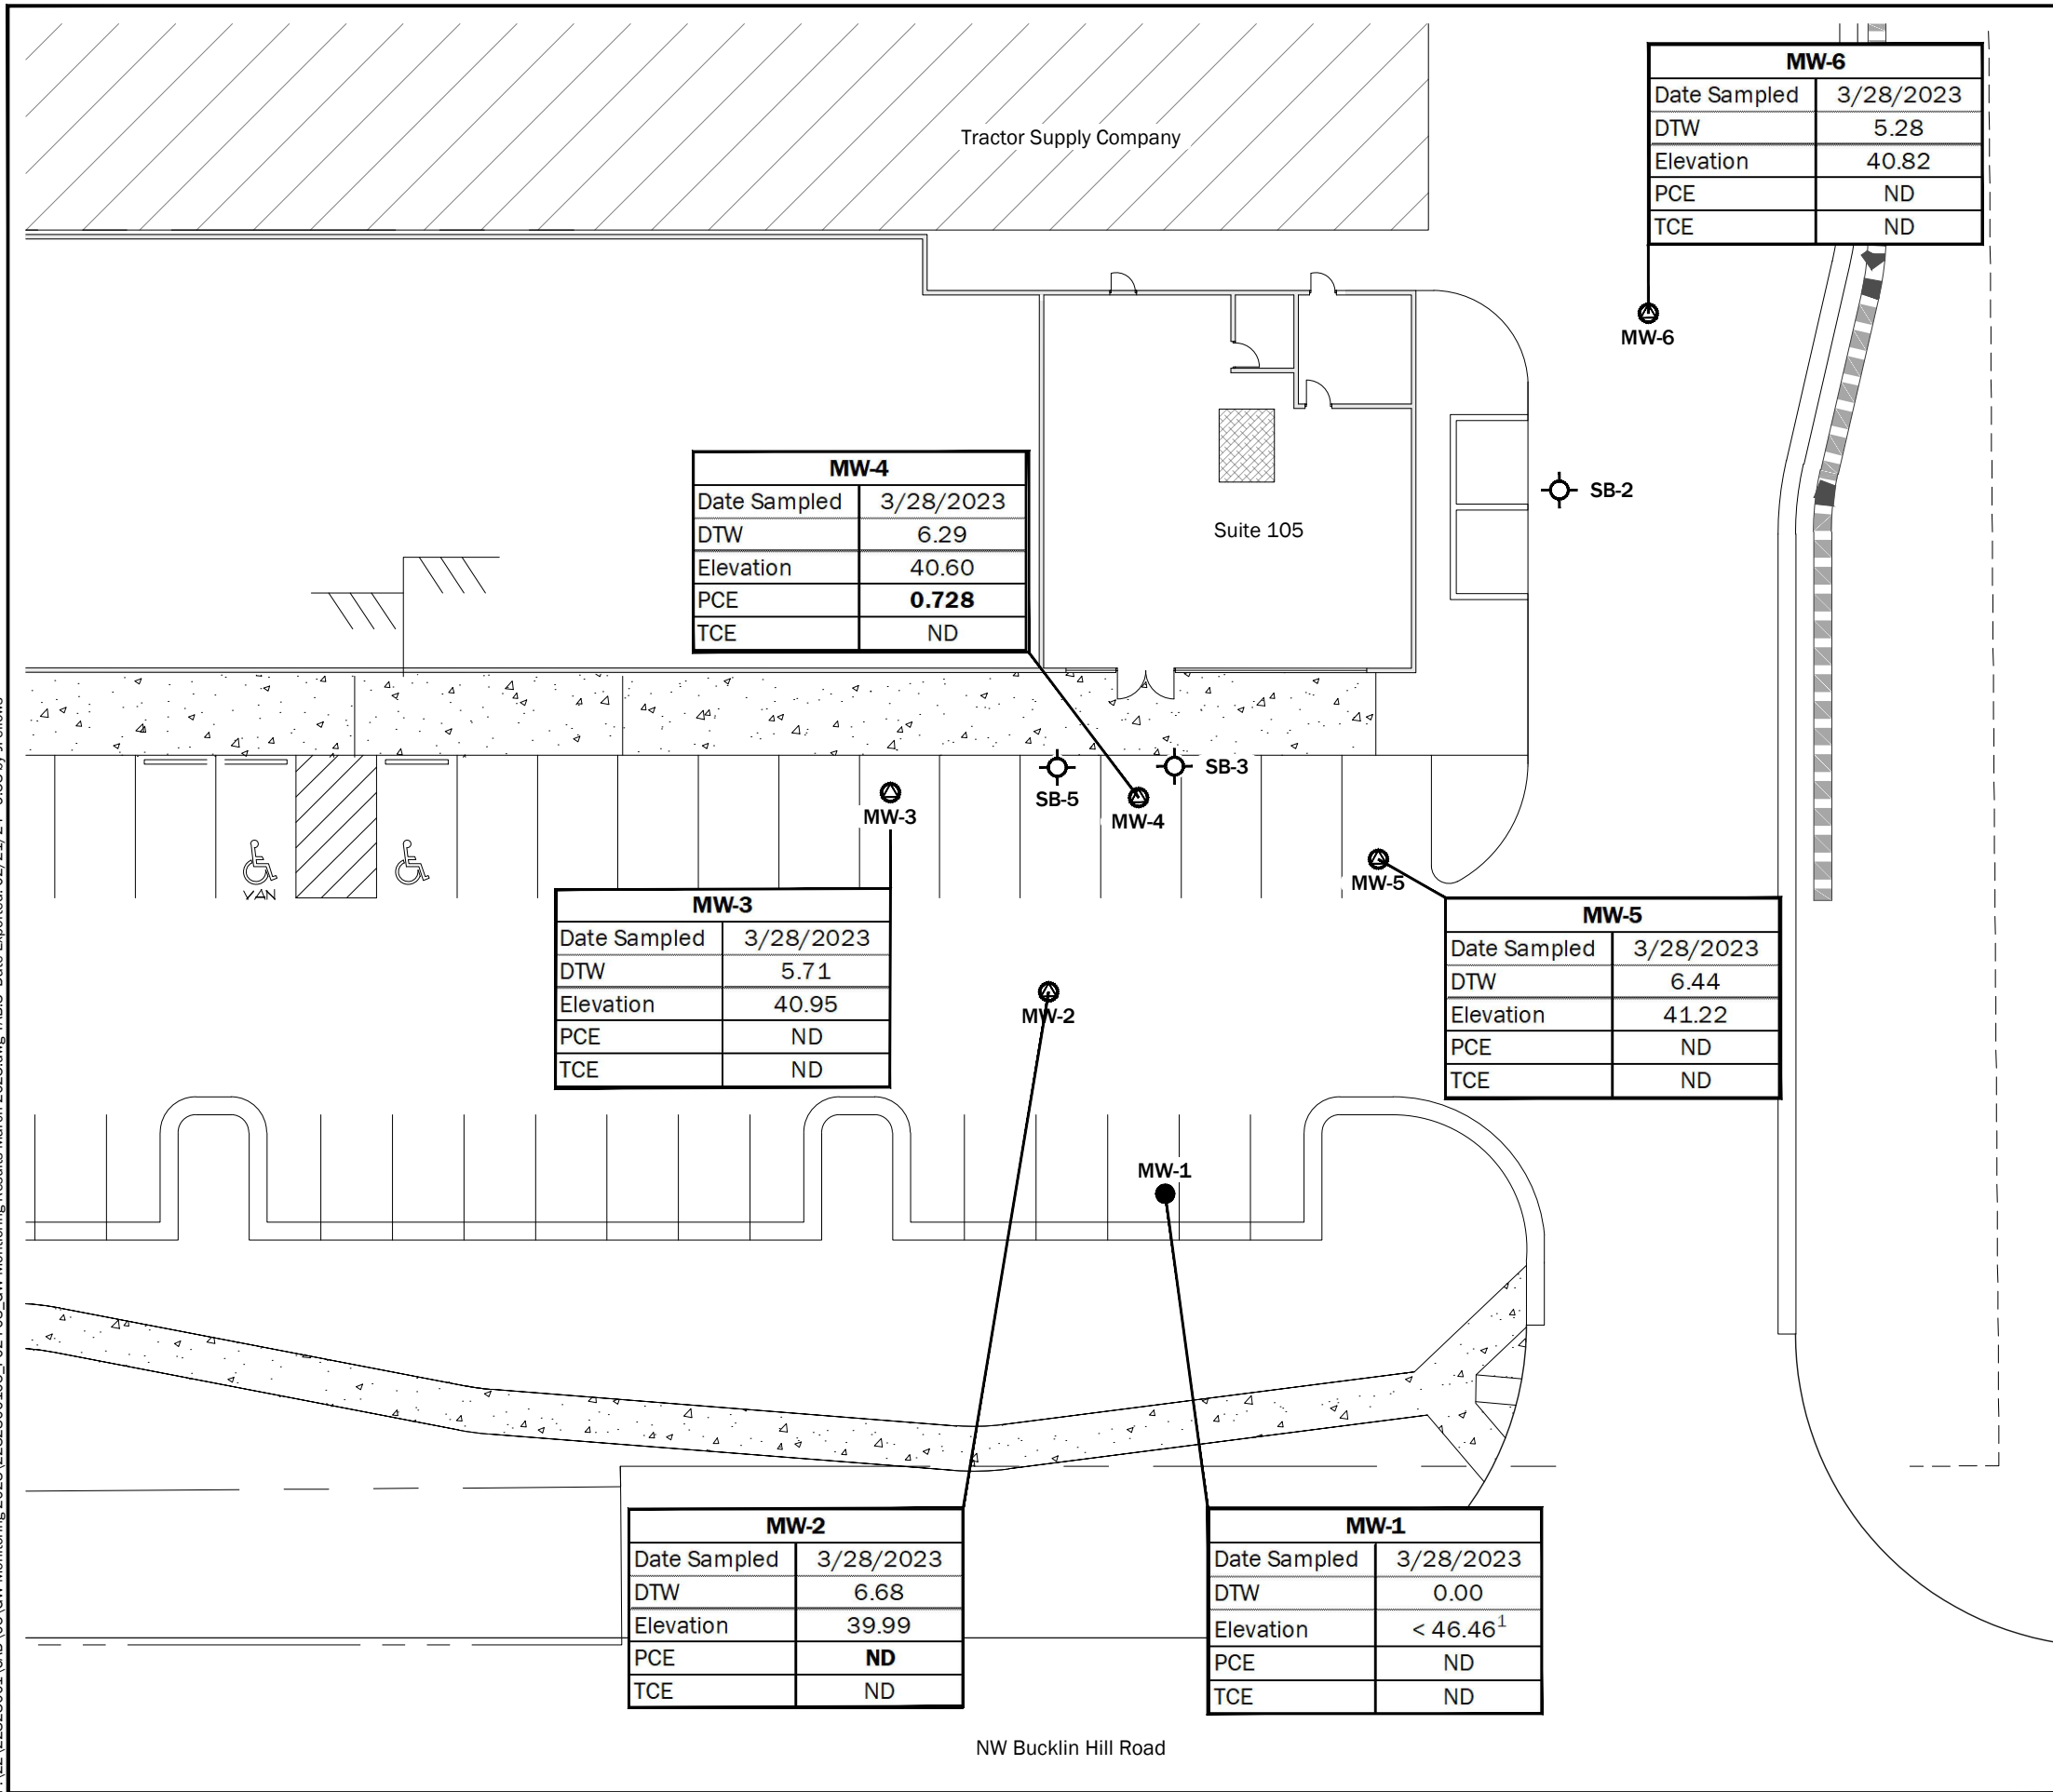 MW-6
Date Sampled 3/28/2023
DTW 5.28
Elevation 40.82
PCE ND
TCE ND
Tractor Supply Company
MW-6
MW-4
Date Sampled 3/28/2023
DTW 6.29
Elevation 40.60
PCE 0.728
TCE ND
SB-2
Suite 105
SB-3
SB-5
MW-4
MW-3
MW-5
VAN
MW-3
Date Sampled 3/28/2023
DTW 5.71
Elevation 40.95
PCE ND
TCE ND
MW-5
Date Sampled 3/28/2023
DTW 6.44
Elevation 41.22
PCE ND
TCE ND
MW-2
MW-1
MW-2
Date Sampled 3/28/2023
DTW 6.68
Elevation 39.99
PCE ND
TCE ND
MW-1
Date Sampled 3/28/2023
DTW 0.00
Elevation < 46.46¹
PCE ND
TCE ND
NW Bucklin Hill Road